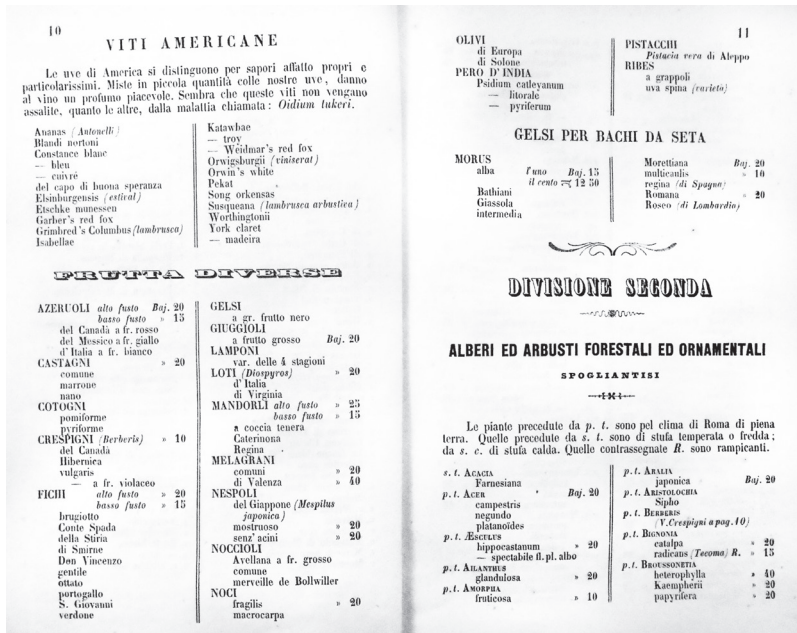 10
VITI AMERICANE
Le uve di America si distinguono per sapori affatto propri e
particolarissimi. Miste in piccola quantità colle nostre uve, danno
al vino un profumo piacevole. Sembra che queste viti non vengano
assalite, quanto le altre, dalla malattia chiamata: Oidium tukeri.
Ananas (Antonelli)
Blandi nortoni
Constance blanc
— bleu
— cuivré
del capo di buona speranza
Elsinburgensis (estival)
Etschke munessen
Garber's red fox
Grimbred's Columbus (lambrusca)
Isabellae
Katawbae
— troy
— Weidmar's red fox
Orwigsburgii (viniserat)
Orwin's white
Pekat
Song orkensas
Susqueana (lambrusca arbustica)
Worthingtonii
York claret
— madeira
FRUTTA DIVERSE
AZERUOLI alto fusto Baj. 20
basso fusto » 15
del Canadà a fr. rosso
del Messico a fr. giallo
d'Italia a fr. bianco
CASTAGNI » 20
comune
marrone
nano
COTOGNI
pomiforme
pyriforme
CRESPIGNI (Berberis) » 10
del Canadà
Hibernica
vulgaris
— a fr. violaceo
FICHI alto fusto » 20
basso fusto » 15
brugiotto
Conte Spada
della Stiria
di Smirne
Don Vincenzo
gentile
ottato
portogallo
S. Giovanni
verdone
GELSI
a gr. frutto nero
GIUGGIOLI
a frutto grosso Baj. 20
LAMPONI
var. delle 4 stagioni
LOTI (Diospyros) » 20
d'Italia
di Virginia
MANDORLI alto fusto » 25
basso fusto » 15
a coccia tenera
Caterinona
Regina
MELAGRANI
comuni » 20
di Valenza » 40
NESPOLI
del Giappone (Mespilus
japonica)
mostruoso » 20
senz' acini » 20
NOCCIOLI
Avellana a fr. grosso
comune
merveille de Bollwiller
NOCI
fragilis » 20
macrocarpa
11
OLIVI
di Europa
di Solone
PERO D'INDIA
Psidium catleyanum
— litorale
— pyriferum
PISTACCHI
Pistacia vera di Aleppo
RIBES
a grappoli
uva spina (varietà)
GELSI PER BACHI DA SETA
MORUS
alba l'uno Baj. 15
il cento 12 50
Bathiani
Giassola
intermedia
Morettiana Baj. 20
multicaulis » 10
regina (di Spagna)
Romana » 20
Roseo (di Lombardia)
DIVISIONE SECONDA
ALBERI ED ARBUSTI FORESTALI ED ORNAMENTALI
SPOGLIANTISI
Le piante precedute da p. t. sono pel clima di Roma di piena
terra. Quelle precedute da s. t. sono di stufa temperata o fredda;
da s. c. di stufa calda. Quelle contrassegnate R. sono rampicanti.
s. t. ACACIA
Farnesiana
p. t. ACER Baj. 20
campestris
negundo
platanoïdes
p. t. ÆSCULUS
hippocastanum » 20
— spectabile fl. pl. albo
p. t. AILANTHUS
glandulosa » 20
p. t. AMORPHA
fruticosa » 10
p. t. ARALIA
japonica Baj. 20
p. t. ARISTOLOCHIA
Sipho
p. t. BERBERIS
(V. Crespigni a pag. 10)
p. t. BIGNONIA
catalpa » 20
radicans (Tecoma) R. » 15
p. t. BROUSSONETIA
heterophylla » 40
Kaempherii » 20
papyrifera » 20